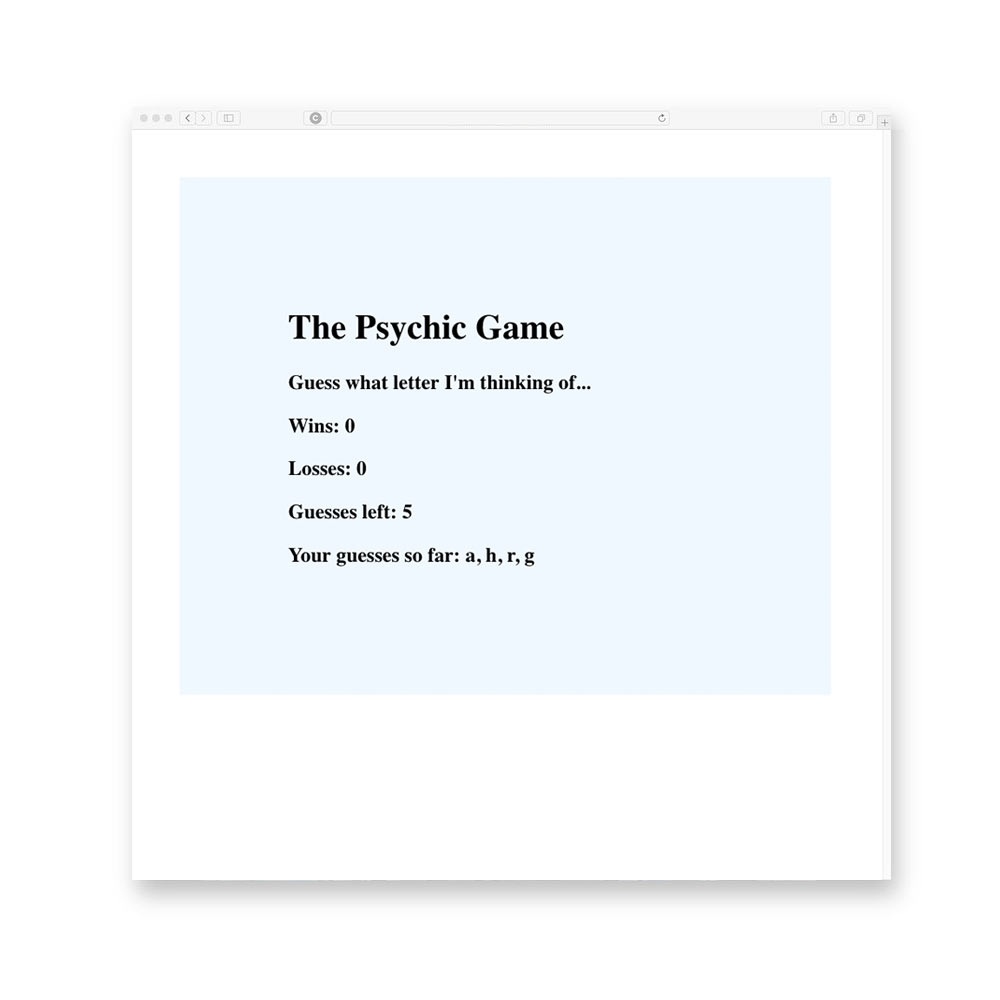 The Psychic Game
Guess what letter I'm thinking of...
Wins: 0
Losses: 0
Guesses left: 5
Your guesses so far: a, h, r, g